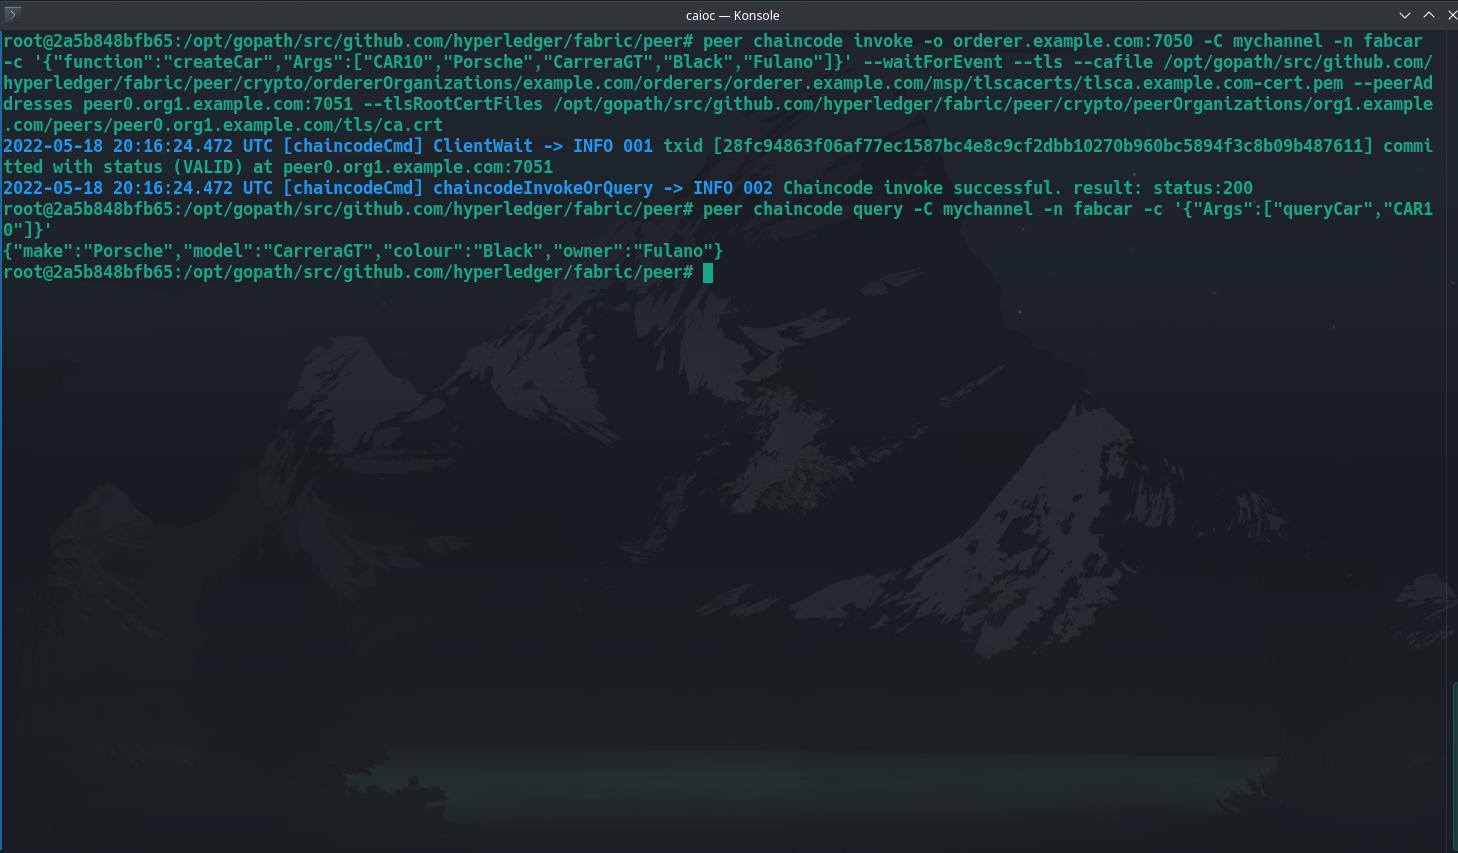 caioc — Konsole
root@2a5b848bfb65:/opt/gopath/src/github.com/hyperledger/fabric/peer# peer chaincode invoke -o orderer.example.com:7050 -C mychannel -n fabcar
-c '{"function":"createCar","Args":["CAR10","Porsche","CarreraGT","Black","Fulano"]}' --waitForEvent --tls --cafile /opt/gopath/src/github.com/
hyperledger/fabric/peer/crypto/ordererOrganizations/example.com/orderers/orderer.example.com/msp/tlscacerts/tlsca.example.com-cert.pem --peerAd
dresses peer0.org1.example.com:7051 --tlsRootCertFiles /opt/gopath/src/github.com/hyperledger/fabric/peer/crypto/peerOrganizations/org1.example
.com/peers/peer0.org1.example.com/tls/ca.crt
2022-05-18 20:16:24.472 UTC [chaincodeCmd] ClientWait -> INFO 001 txid [28fc94863f06af77ec1587bc4e8c9cf2dbb10270b960bc5894f3c8b09b487611] commi
tted with status (VALID) at peer0.org1.example.com:7051
2022-05-18 20:16:24.472 UTC [chaincodeCmd] chaincodeInvokeOrQuery -> INFO 002 Chaincode invoke successful. result: status:200
root@2a5b848bfb65:/opt/gopath/src/github.com/hyperledger/fabric/peer# peer chaincode query -C mychannel -n fabcar -c '{"Args":["queryCar","CAR1
0"]}'
{"make":"Porsche","model":"CarreraGT","colour":"Black","owner":"Fulano"}
root@2a5b848bfb65:/opt/gopath/src/github.com/hyperledger/fabric/peer#